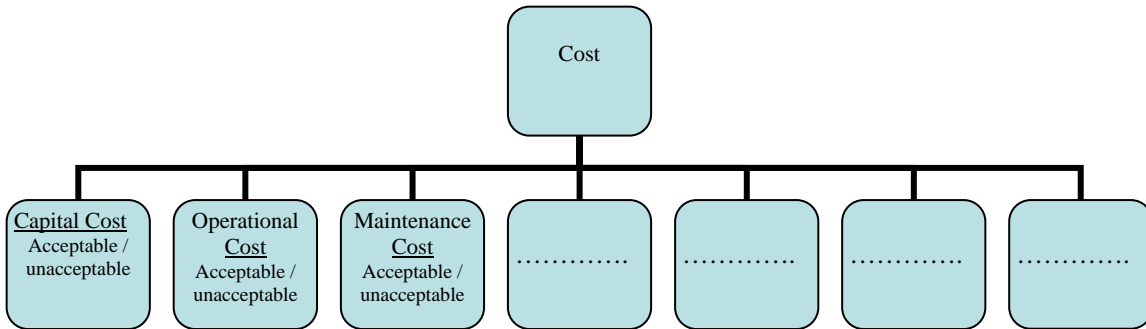 Cost
Capital Cost
Acceptable /
unacceptable
Operational
Cost
Acceptable /
unacceptable
Maintenance
Cost
Acceptable /
unacceptable
………….
………….
………….
………….